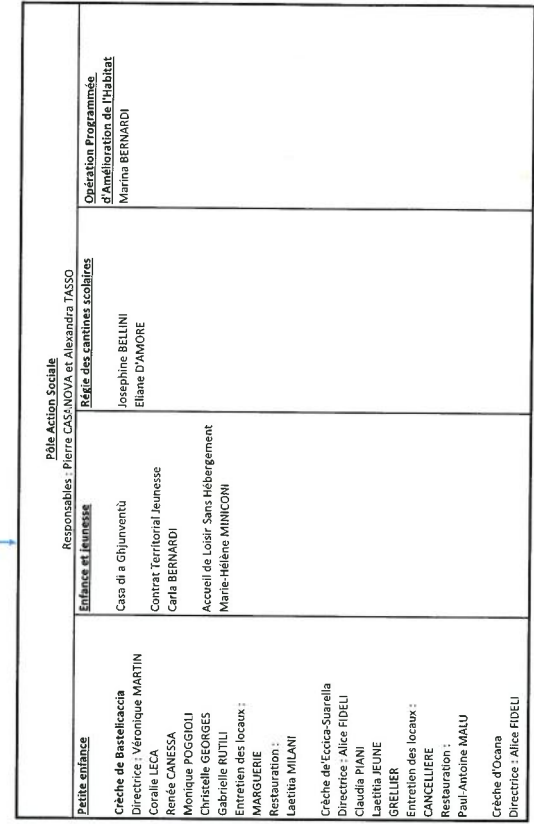 Pôle Action Sociale
Responsables : Pierre CASANOVA et Alexandra TASSO
Petite enfance
Crèche de Bastelicaccia
Directrice : Véronique MARTIN
Coralie LECA
Renée CANESSA
Monique POGGIOLI
Christelle GEORGES
Gabrielle RUTILI
Entretien des locaux :
MARGUERIE
Restauration :
Laetitia MILANI
Crèche de'Eccica-Suarella
Directrice : Alice FIDELI
Claudia PIANI
Laetitia JEUNE
GRELLIER
Entretien des locaux :
CANCELLIERE
Restauration :
Paul-Antoine MALU
Crèche d'Ocana
Directrice : Alice FIDELI
Enfance et jeunesse
Casa di a Ghjunventù
Contrat Territorial Jeunesse
Carla BERNARDI
Accueil de Loisir Sans Hébergement
Marie-Hélène MINICONI
Régie des cantines scolaires
Josephine BELLINI
Eliane D'AMORE
Opération Programmée
d'Amélioration de l'Habitat
Marina BERNARDI